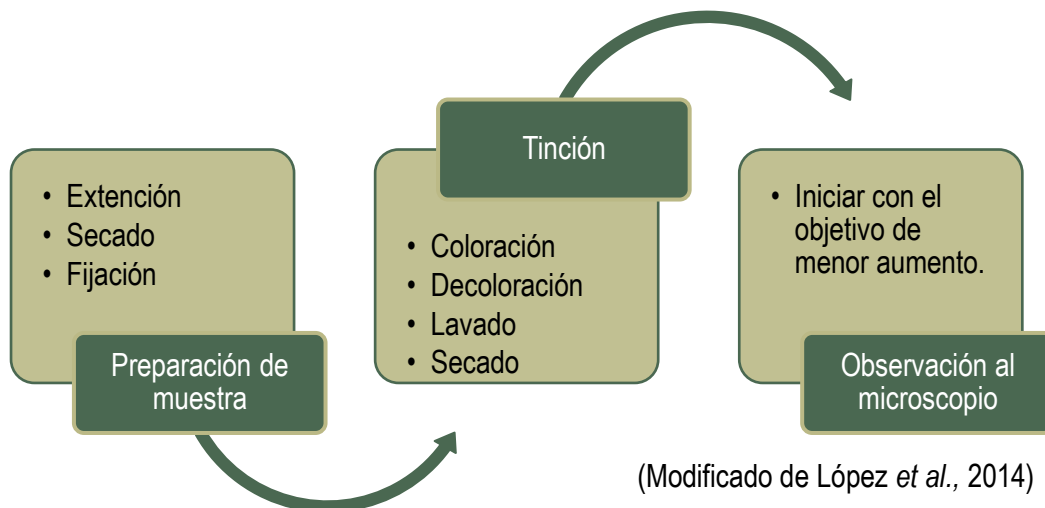 • Extención
• Secado
• Fijación
Preparación de
muestra
Tinción
• Coloración
• Decoloración
• Lavado
• Secado
• Iniciar con el
objetivo de
menor aumento.
Observación al
microscopio
(Modificado de López et al., 2014)